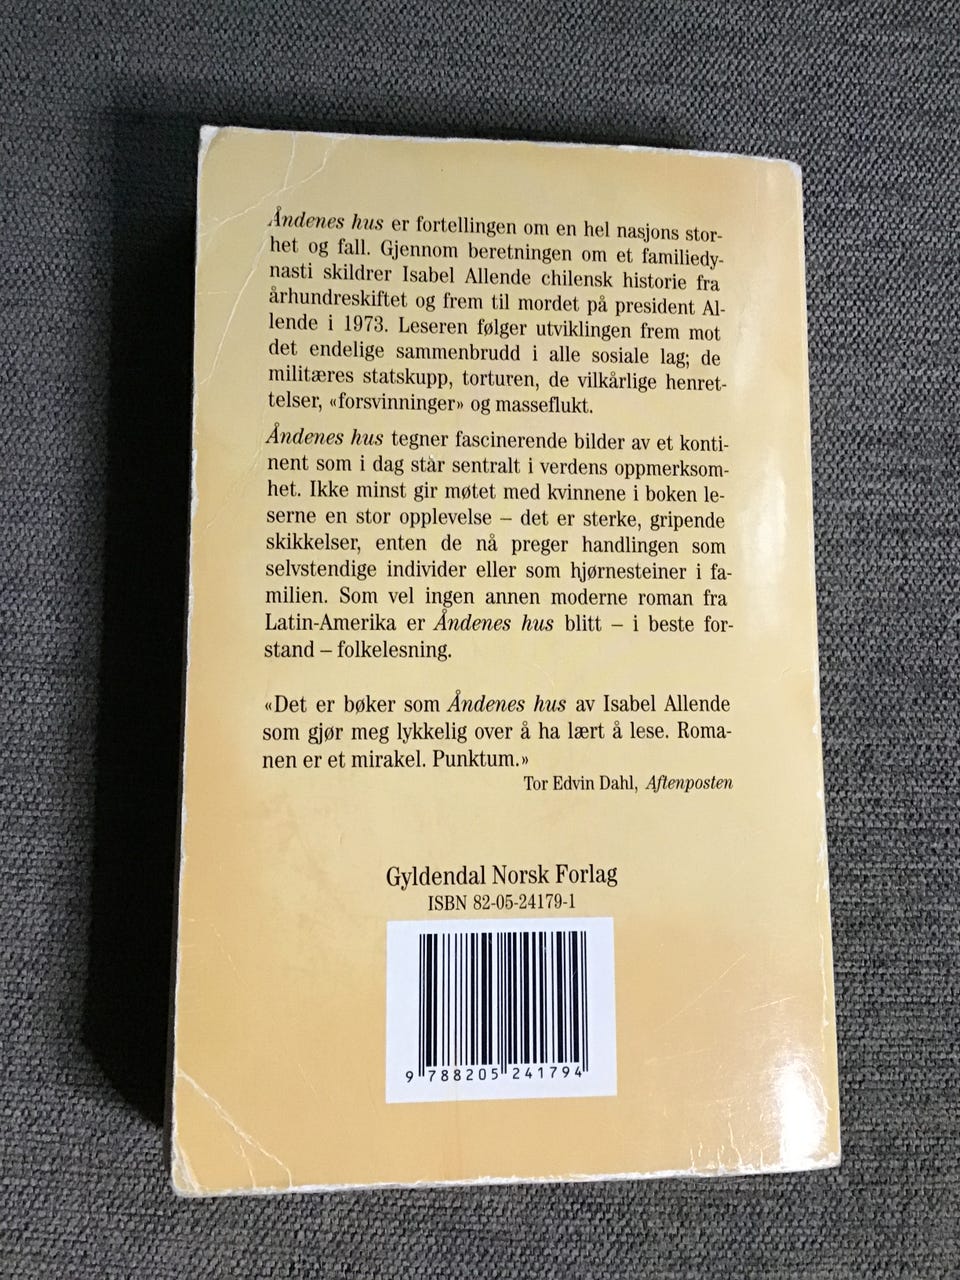 Åndenes hus er fortellingen om en hel nasjons stor-
het og fall. Gjennom beretningen om et familiedy-
nasti skildrer Isabel Allende chilensk historie fra
århundreskiftet og frem til mordet på president Al-
lende i 1973. Leseren følger utviklingen frem mot
det endelige sammenbrudd i alle sosiale lag; de
militæres statskupp, torturen, de vilkårlige henret-
telser, «forsvinninger» og masseflukt.
Åndenes hus tegner fascinerende bilder av et konti-
nent som i dag står sentralt i verdens oppmerksom-
het. Ikke minst gir møtet med kvinnene i boken le-
serne en stor opplevelse – det er sterke, gripende
skikkelser, enten de nå preger handlingen som
selvstendige individer eller som hjørnesteiner i fa-
milien. Som vel ingen annen moderne roman fra
Latin-Amerika er Åndenes hus blitt – i beste for-
stand – folkelesning.
«Det er bøker som Åndenes hus av Isabel Allende
som gjør meg lykkelig over å ha lært å lese. Roma-
nen er et mirakel. Punktum.»
Tor Edvin Dahl, Aftenposten
Gyldendal Norsk Forlag
ISBN 82-05-24179-1
9 788205 241794